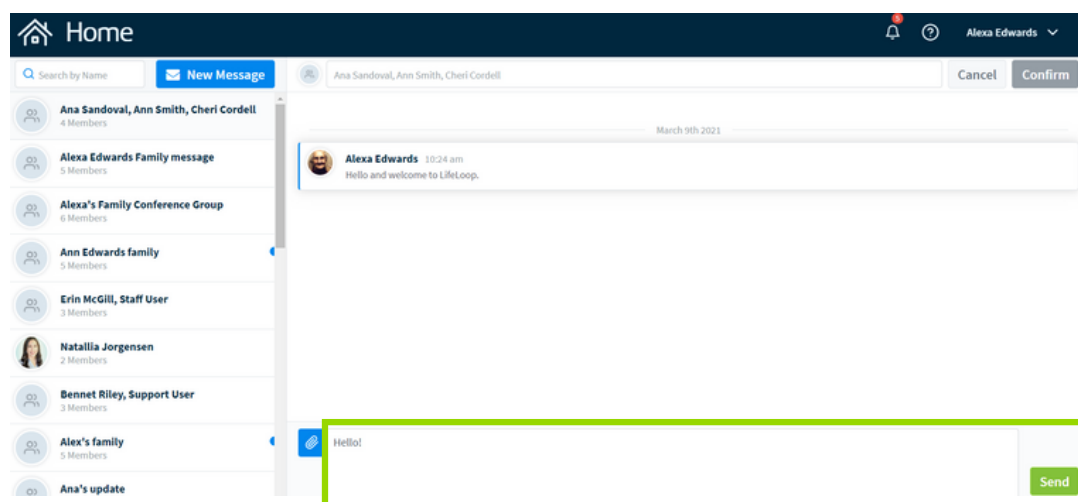 Home
5
Alexa Edwards
Search by Name
New Message
Ana Sandoval, Ann Smith, Cheri Cordell
Cancel
Confirm
Ana Sandoval, Ann Smith, Cheri Cordell
4 Members
Alexa Edwards Family message
5 Members
Alexa's Family Conference Group
6 Members
Ann Edwards family
5 Members
Erin McGill, Staff User
3 Members
Natallia Jorgensen
2 Members
Bennet Riley, Support User
3 Members
Alex's family
5 Members
Ana's update
March 9th 2021
Alexa Edwards 10:24 am
Hello and welcome to LifeLoop.
Hello!
Send